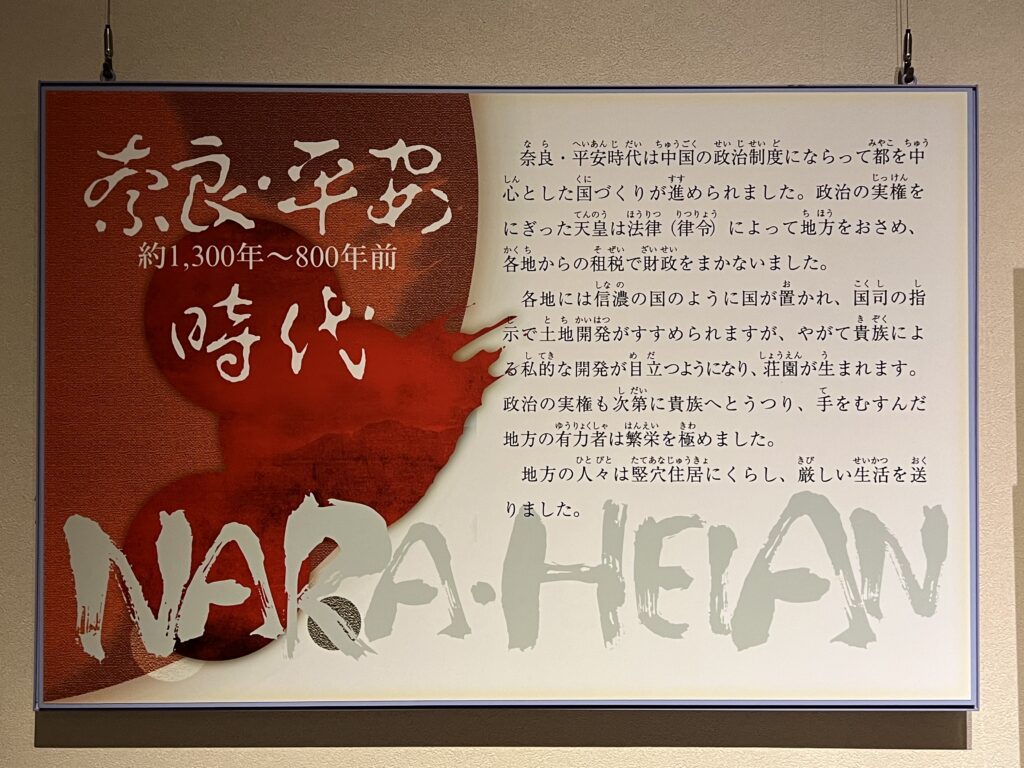 奈良・平安
約1,300年〜800年前
時代
奈良・平安時代は中国の政治制度にならって都を中
心とした国づくりが進められました。政治の実権を
にぎった天皇は法律（律令）によって地方をおさめ、
各地からの租税で財政をまかないました。
各地には信濃の国のように国が置かれ、国司の指
示で土地開発がすすめられますが、やがて貴族によ
る私的な開発が目立つようになり、荘園が生まれます。
政治の実権も次第に貴族へとうつり、手をむすんだ
地方の有力者は繁栄を極めました。
地方の人々は竪穴住居にくらし、厳しい生活を送
りました。
NARA・HEIAN